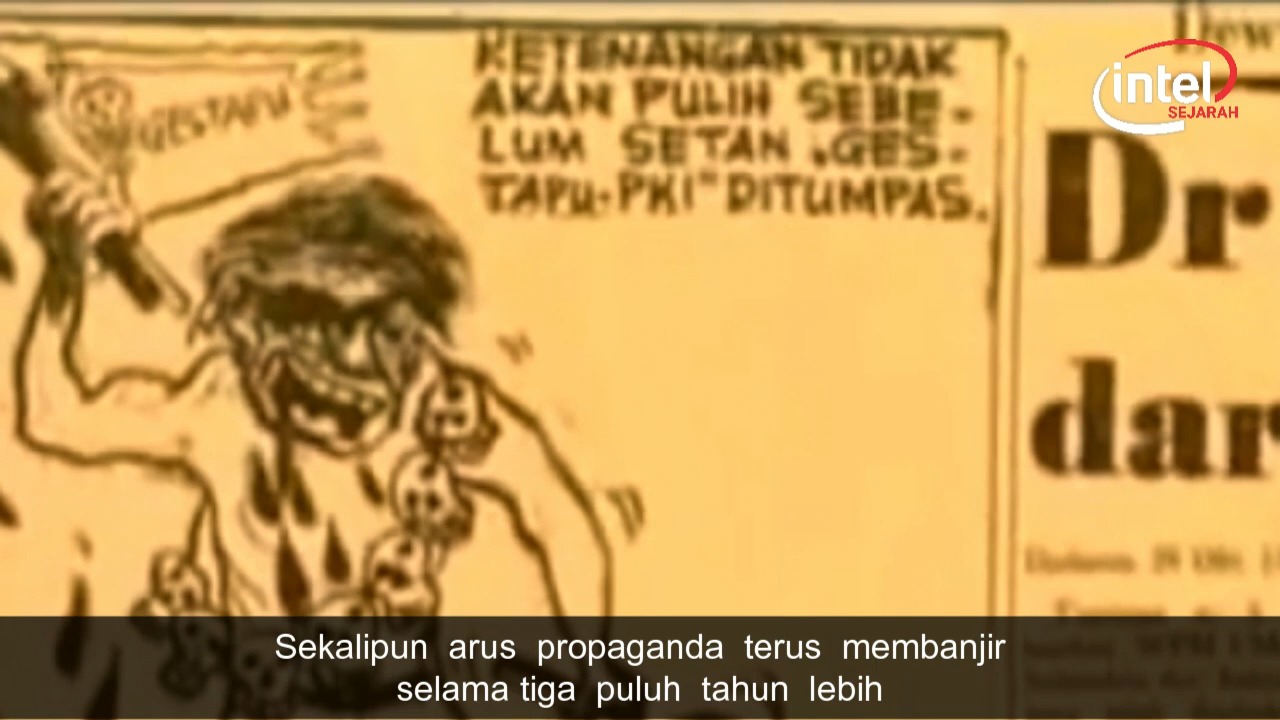 KETENANGAN TIDAK
AKAN PULIH SEBE-
LUM SETAN "GES-
TAPU-PKI" DITUMPAS.
GESTAPU
intel
SEJARAH
Dr
dar
Sekalipun arus propaganda terus membanjir
selama tiga puluh tahun lebih